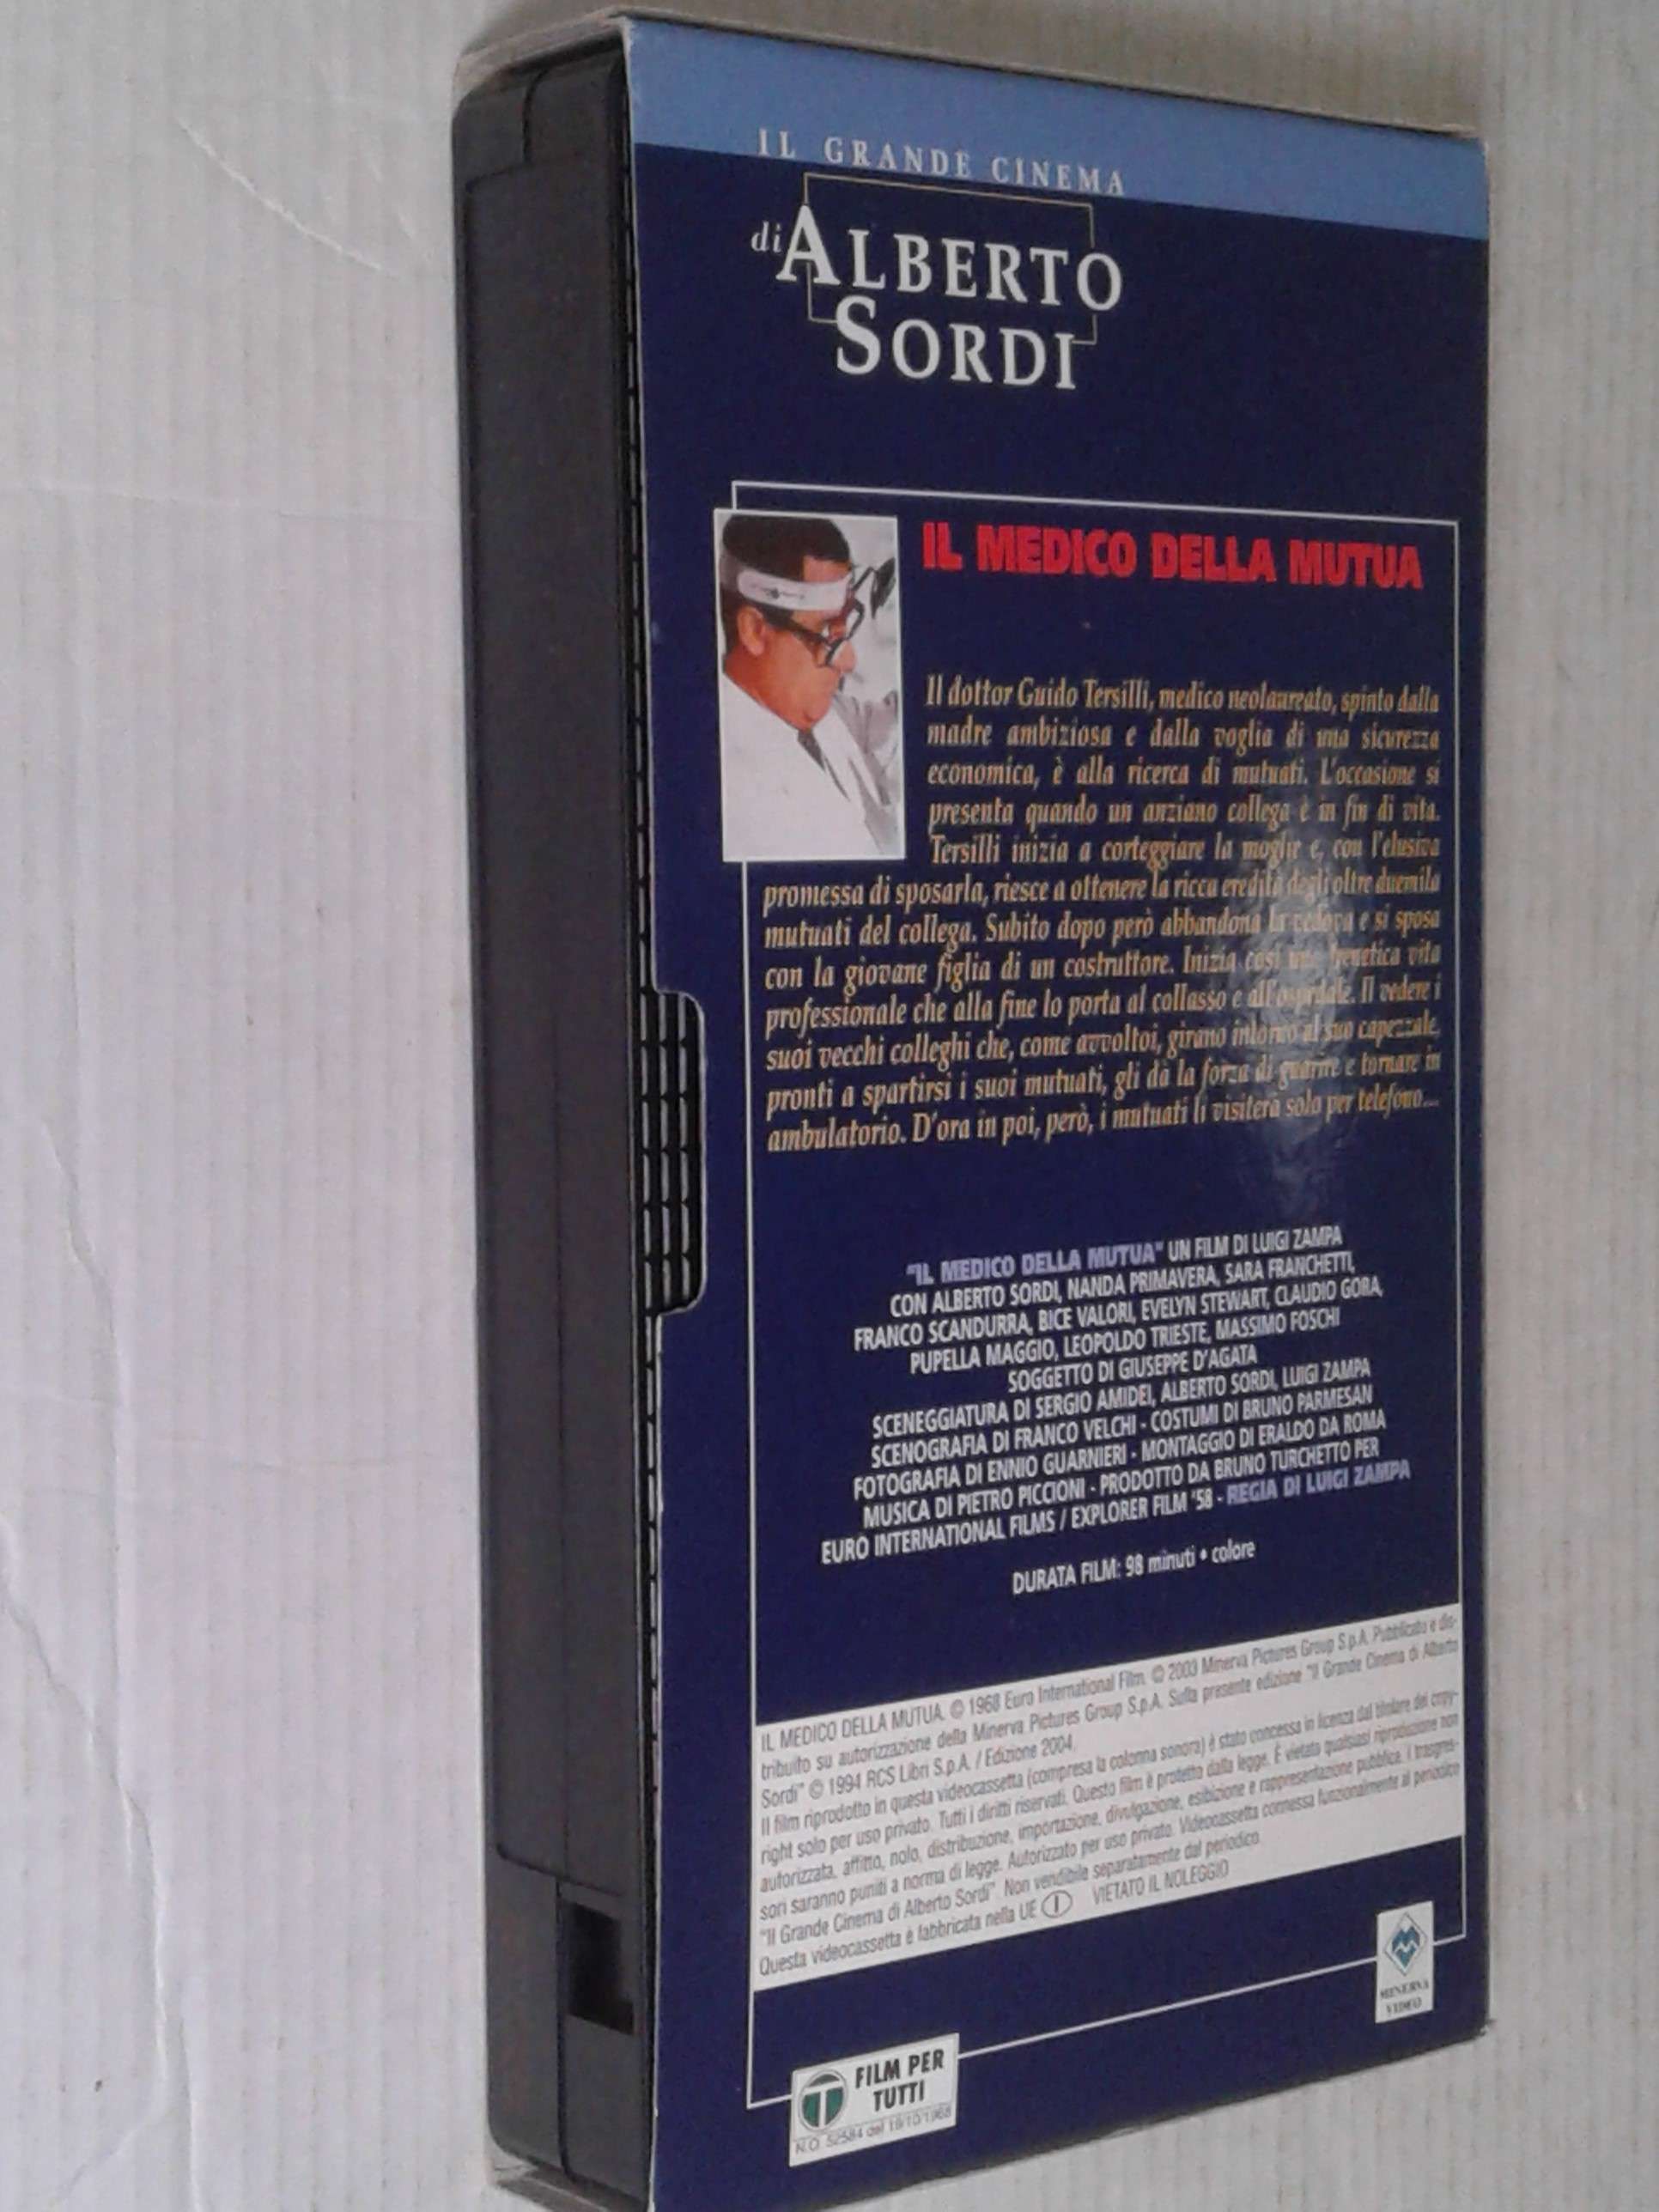 IL GRANDE CINEMA
di ALBERTO
SORDI
IL MEDICO DELLA MUTUA
Il dottor Guido Tersilli, medico neolaureato, spinto dalla
madre ambiziosa e dalla voglia di una sicurezza
economica, è alla ricerca di mutuati. L'occasione si
presenta quando un anziano collega è in fin di vita.
Tersilli inizia a corteggiare la moglie e, con l'elusiva
promessa di sposarla, riesce a ottenere la ricca eredità degli oltre duemila
mutuati del collega. Subito dopo però abbandona la vedova e si sposa
con la giovane figlia di un costruttore. Inizia così una frenetica vita
professionale che alla fine lo porta al collasso e all'ospedale. Il vedere i
suoi vecchi colleghi che, come avvoltoi, girano intorno al suo capezzale,
pronti a spartirsi i suoi mutuati, gli dà la forza di guarire e tornare in
ambulatorio. D'ora in poi, però, i mutuati li visiterà solo per telefono...
"IL MEDICO DELLA MUTUA" UN FILM DI LUIGI ZAMPA
CON ALBERTO SORDI, NANDA PRIMAVERA, SARA FRANCHETTI,
FRANCO SCANDURRA, BICE VALORI, EVELYN STEWART, CLAUDIO GORA,
PUPELLA MAGGIO, LEOPOLDO TRIESTE, MASSIMO FOSCHI
SOGGETTO DI GIUSEPPE D'AGATA
SCENEGGIATURA DI SERGIO AMIDEI, ALBERTO SORDI, LUIGI ZAMPA
SCENOGRAFIA DI FRANCO VELCHI - COSTUMI DI BRUNO PARMESAN
FOTOGRAFIA DI ENNIO GUARNIERI - MONTAGGIO DI ERALDO DA ROMA
MUSICA DI PIETRO PICCIONI - PRODOTTO DA BRUNO TURCHETTO PER
EURO INTERNATIONAL FILMS / EXPLORER FILM '58 - REGIA DI LUIGI ZAMPA
DURATA FILM: 98 minuti • colore
IL MEDICO DELLA MUTUA. © 1968 Euro International Film. © 2003 Minerva Pictures Group S.p.A. Pubblicato e dis-
tribuito su autorizzazione della Minerva Pictures Group S.p.A. Sulla presente edizione "Il Grande Cinema di Alberto
Sordi" © 1994 RCS Libri S.p.A. / Edizione 2004.
Il film riprodotto in questa videocassetta (compresa la colonna sonora) è stato concesso in licenza dal titolare del copy-
right solo per uso privato. Tutti i diritti riservati. Questo film è protetto dalla legge. È vietata qualsiasi riproduzione non
autorizzata, affitto, nolo, distribuzione, importazione, divulgazione, esibizione e rappresentazione pubblica. I trasgres-
sori saranno puniti a norma di legge. Autorizzato per uso privato. Videocassetta connessa funzionalmente al periodico
"Il Grande Cinema di Alberto Sordi". Non vendibile separatamente dal periodico.
Questa videocassetta è fabbricata nella UE I VIETATO IL NOLEGGIO
MINERVA
VIDEO
T FILM PER
TUTTI
N.O. 52584 del 19/10/1968